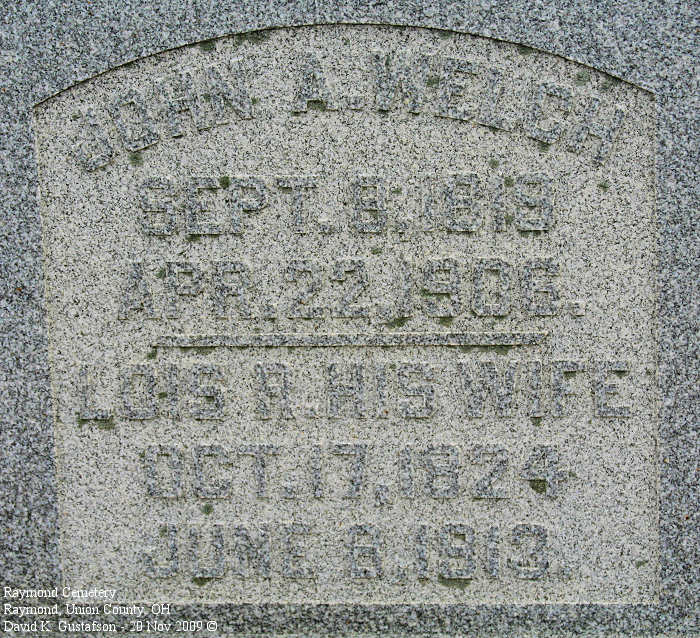 JOHN A. WELCH
SEPT. 8, 1819
APR. 22, 1906.
LOIS R. HIS WIFE
OCT. 17, 1824
JUNE 6, 1913.
Raymond Cemetery
Raymond, Union County, OH
David K. Gustafson - 20 Nov 2009 ©